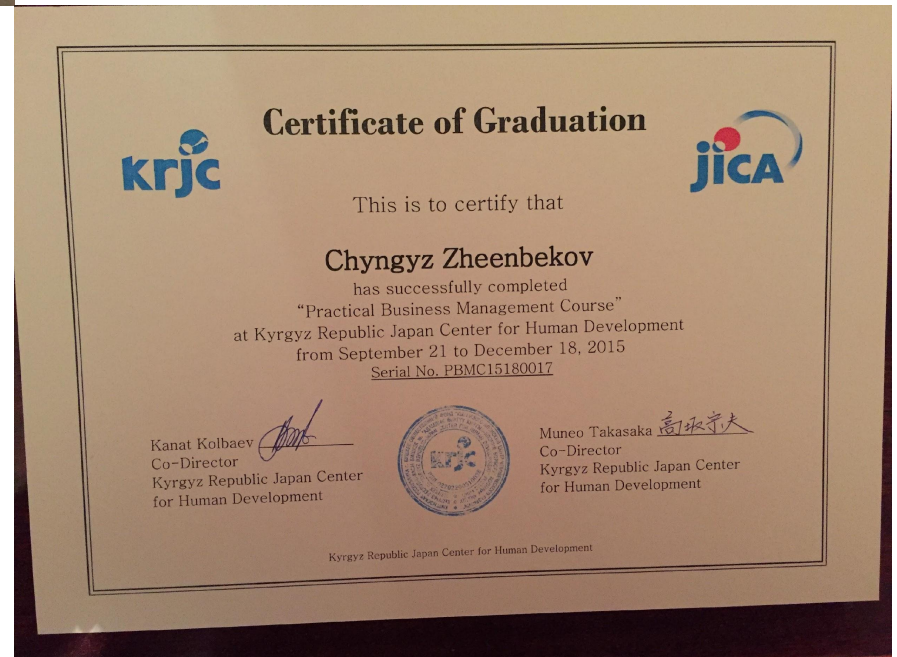 Certificate of Graduation
krjc
jICA
This is to certify that
Chyngyz Zheenbekov
has successfully completed
“Practical Business Management Course”
at Kyrgyz Republic Japan Center for Human Development
from September 21 to December 18, 2015
Serial No. PBMC15180017
Kanat Kolbaev
Co-Director
Kyrgyz Republic Japan Center
for Human Development
krjc
Muneo Takasaka 高坂宗夫
Co-Director
Kyrgyz Republic Japan Center
for Human Development
Kyrgyz Republic Japan Center for Human Development